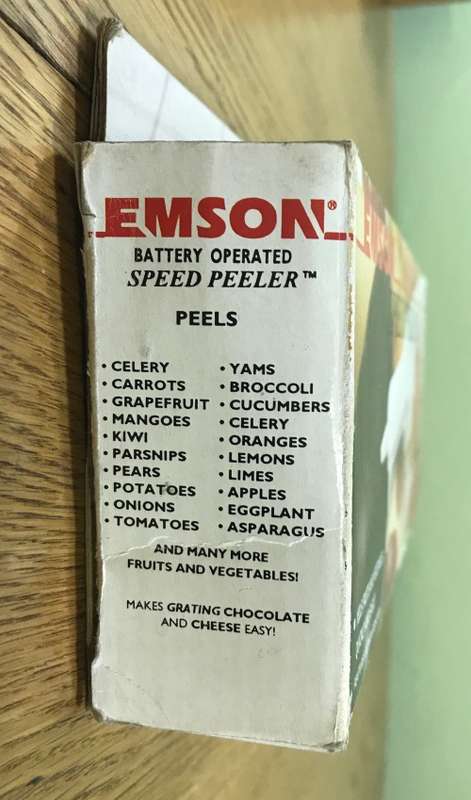 EMSON®
BATTERY OPERATED
SPEED PEELER™
PEELS
• CELERY
• CARROTS
• GRAPEFRUIT
• MANGOES
• KIWI
• PARSNIPS
• PEARS
• POTATOES
• ONIONS
• TOMATOES
• YAMS
• BROCCOLI
• CUCUMBERS
• CELERY
• ORANGES
• LEMONS
• LIMES
• APPLES
• EGGPLANT
• ASPARAGUS
AND MANY MORE
FRUITS AND VEGETABLES!
MAKES GRATING CHOCOLATE
AND CHEESE EASY!